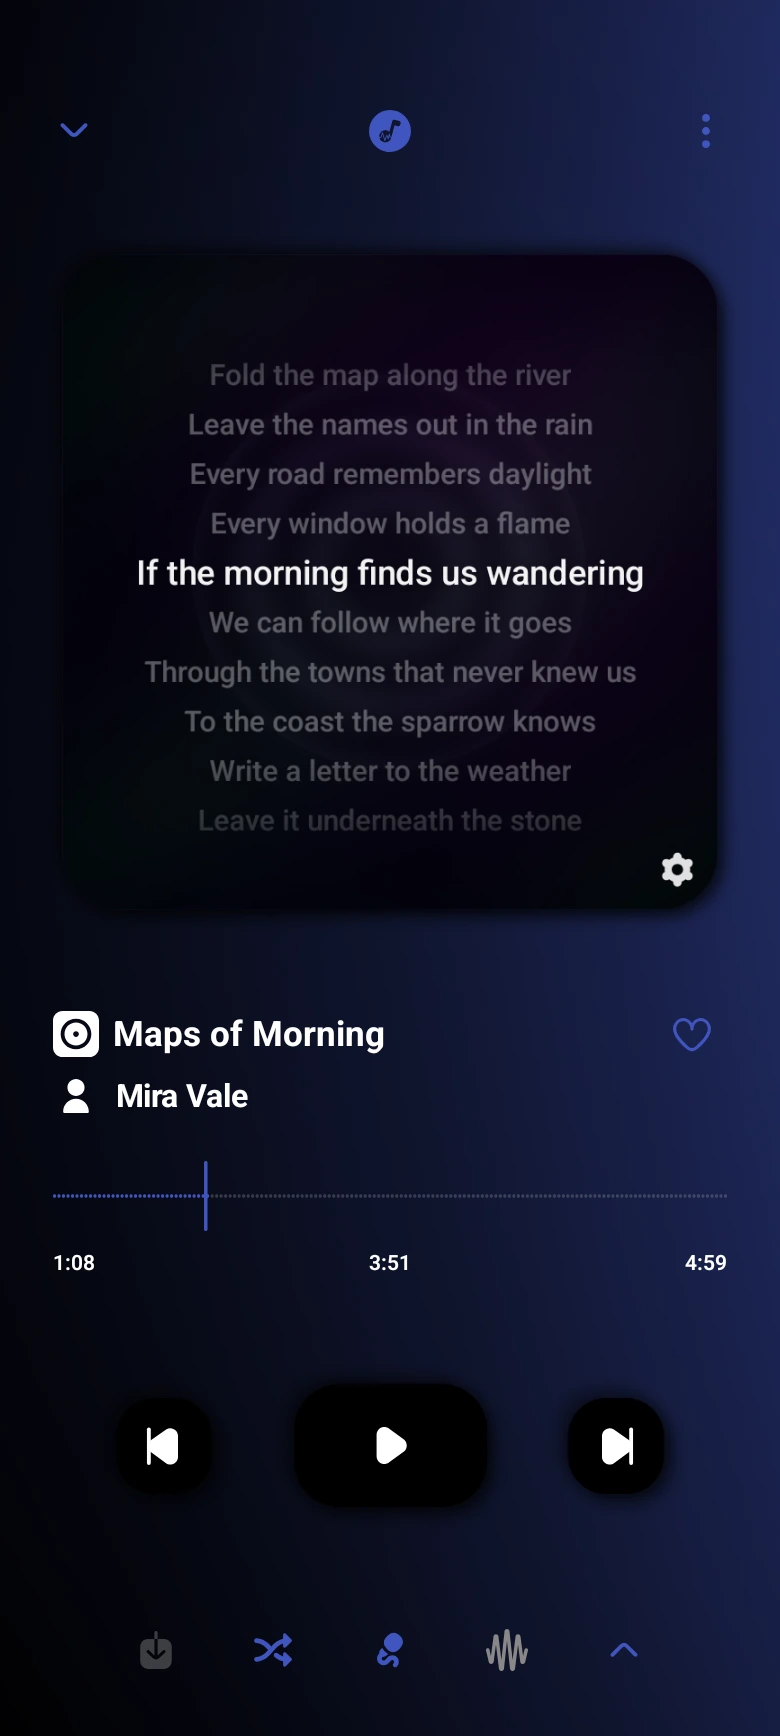 Fold the map along the river
Leave the names out in the rain
Every road remembers daylight
Every window holds a flame
If the morning finds us wandering
We can follow where it goes
Through the towns that never knew us
To the coast the sparrow knows
Write a letter to the weather
Leave it underneath the stone
Maps of Morning
Mira Vale
1:08 3:51 4:59